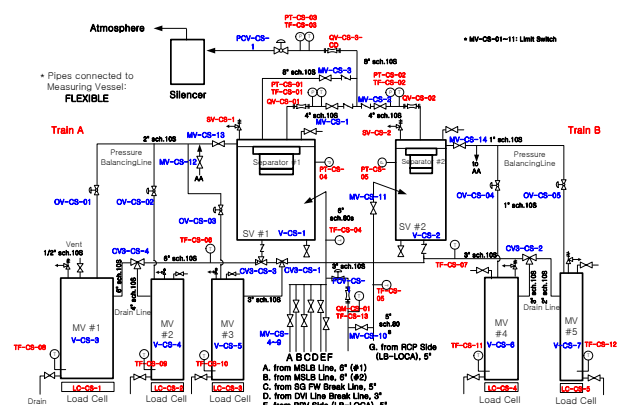 Atmosphere
PT-CS-03
TF-CS-03
PCV-CS-1
QV-CS-3-CD
* MV-CS-01~11: Limit Switch
8" sch.10S
8" sch.10S
MV-CS-3
* Pipes connected to
Measuring Vessel:
FLEXIBLE
Silencer
PT-CS-01
TF-CS-01
PT-CS-02
TF-CS-02
QV-CS-01
MV-CS-2
QV-CS-02
4" sch.10S
4" sch.10S
SV-CS-1
MV-CS-1
SV-CS-2
Train A
Train B
2" sch.10S
MV-CS-13
MV-CS-14
1" sch.10S
Pressure
BalancingLine
MV-CS-12
AA
Separator #1
Separator #2
to
AA
Pressure
BalancingLine
PT-CS-04
PT-CS-05
MV-CS-11
OV-CS-01
OV-CS-02
OV-CS-03
OV-CS-04
OV-CS-05
1" sch.10S
TF-CS-04
V-CS-1
SV #1
V-CS-2
SV #2
Vent
1/2" sch.10S
CV3-CS-4
TF-CS-06
6" sch.10S
CV3-CS-3
CV3-CS-1
3" sch.10S
3" sch.10S
CV3-CS-2
TF-CS-07
3" sch.10S
Drain Line
Drain Line
MV #1
V-CS-3
MV
#2
V-CS-4
MV
#3
V-CS-5
MV
#4
V-CS-6
MV
#5
V-CS-7
TF-CS-08
TF-CS-09
TF-CS-10
TF-CS-11
TF-CS-12
QM-CS-01
TF-CS-13
TF-CS-05
MV-CS-4~9
MV-CS-10
5"
sch.80
A B C D E F
G. from RCP Side
(LB-LOCA), 5"
A. from MSLB Line, 6" (#1)
B. from MSLB Line, 6" (#2)
C. from SG FW Break Line, 5"
D. from DVI Line Break Line, 3"
LC-CS-1
LC-CS-2
LC-CS-3
LC-CS-4
LC-CS-5
Load Cell
Load Cell
Load Cell
Load Cell
Drain